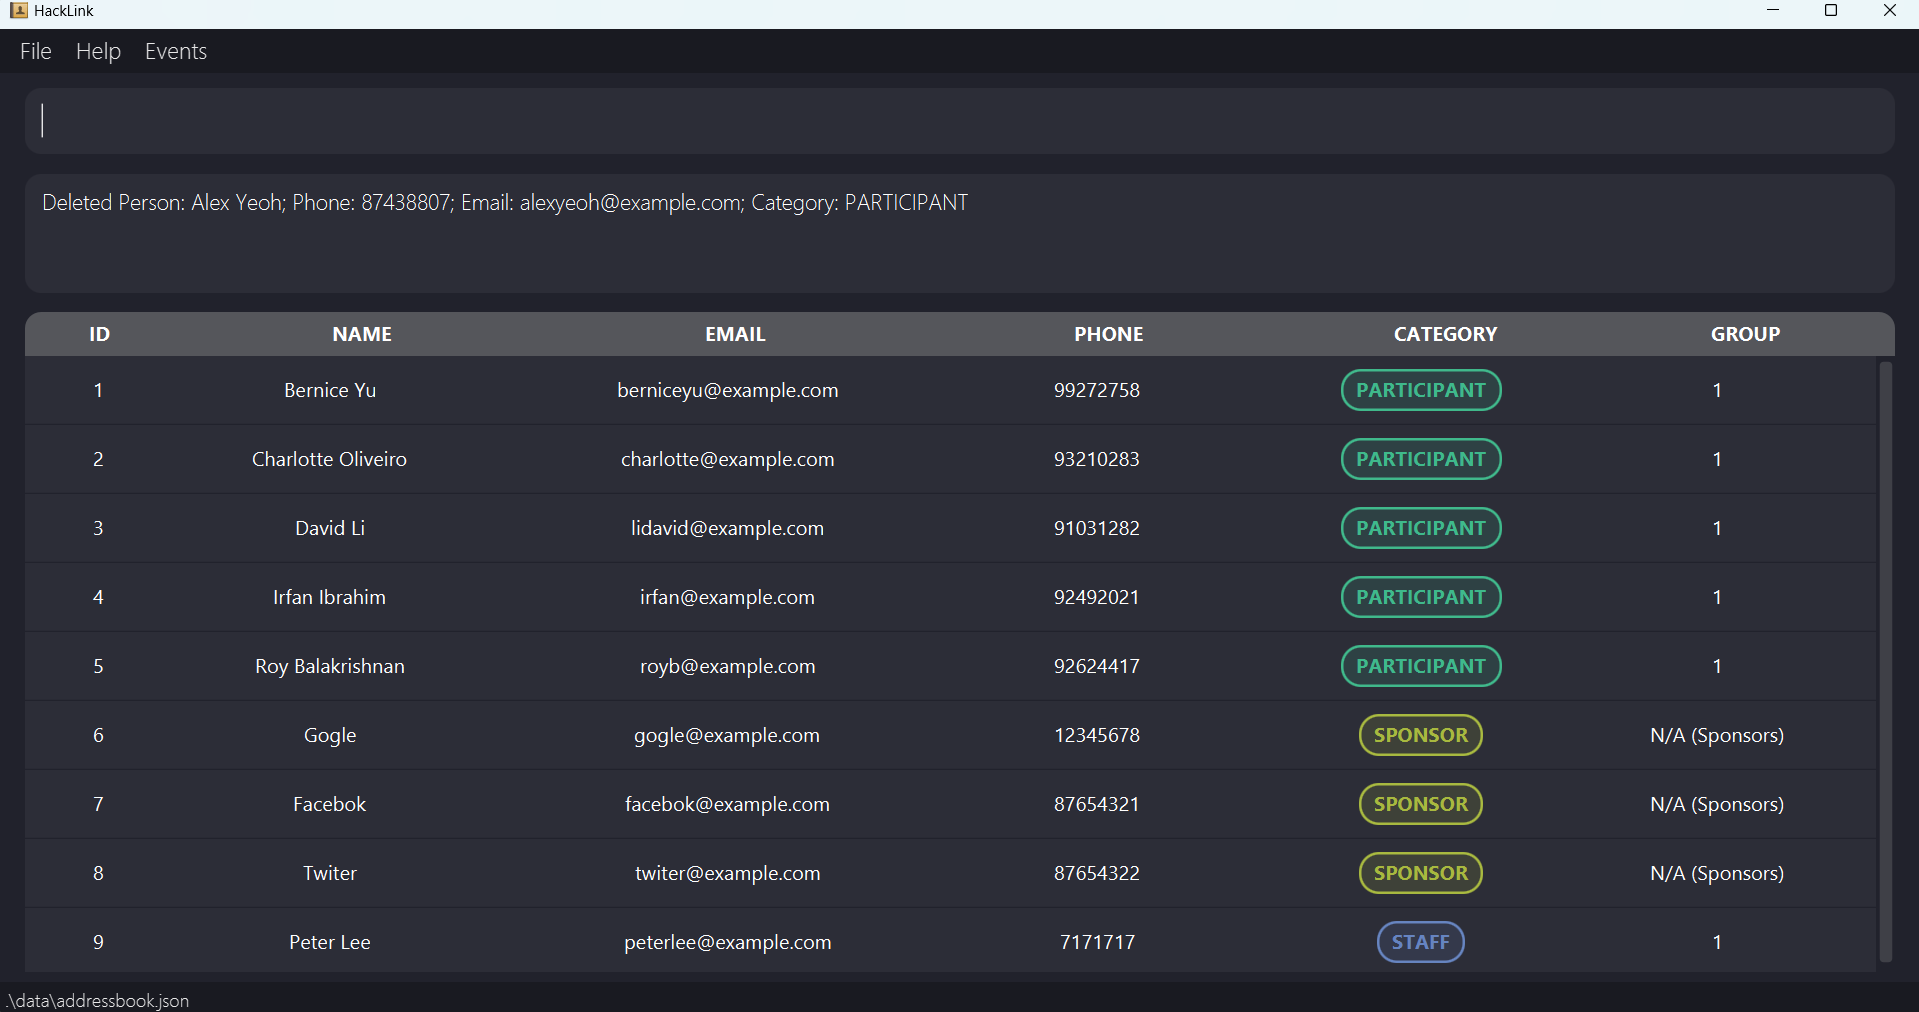 HackLink
File Help Events
Deleted Person: Alex Yeoh; Phone: 87438807; Email: alexyeoh@example.com; Category: PARTICIPANT
ID NAME EMAIL PHONE CATEGORY GROUP
1 Bernice Yu berniceyu@example.com 99272758 PARTICIPANT 1
2 Charlotte Oliveiro charlotte@example.com 93210283 PARTICIPANT 1
3 David Li lidavid@example.com 91031282 PARTICIPANT 1
4 Irfan Ibrahim irfan@example.com 92492021 PARTICIPANT 1
5 Roy Balakrishnan royb@example.com 92624417 PARTICIPANT 1
6 Gogle gogle@example.com 12345678 SPONSOR N/A (Sponsors)
7 Facebok facebok@example.com 87654321 SPONSOR N/A (Sponsors)
8 Twiter twiter@example.com 87654322 SPONSOR N/A (Sponsors)
9 Peter Lee peterlee@example.com 7171717 STAFF 1
.\data\addressbook.json